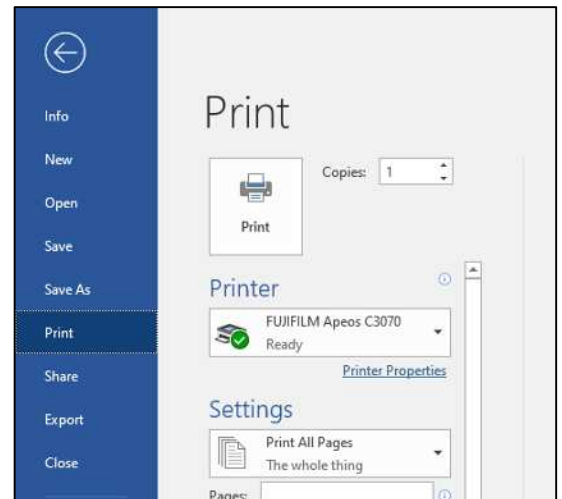 Info
New
Open
Save
Save As
Print
Share
Export
Close
Print
Copies: 1
Print
Printer
FUJIFILM Apeos C3070
Ready
Printer Properties
Settings
Print All Pages
The whole thing
Pages: